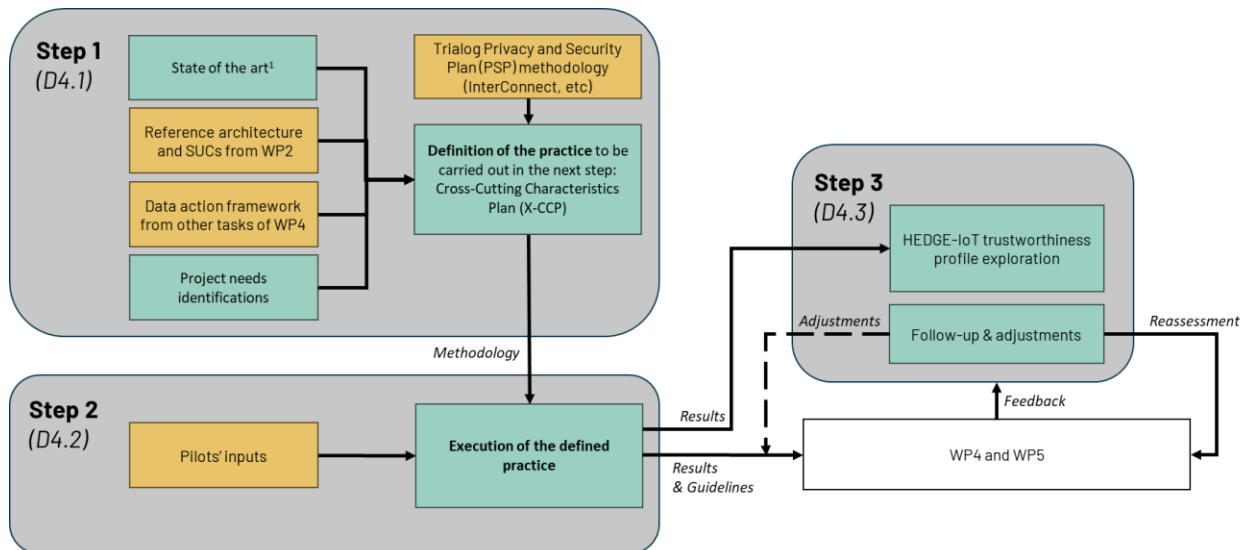 Step 1
(D4.1)
State of the art¹
Reference architecture
and SUCs from WP2
Data action framework
from other tasks of WP4
Project needs
identifications
Trialog Privacy and Security
Plan (PSP) methodology
(InterConnect, etc)
Definition of the practice to be
carried out in the next step:
Cross-Cutting Characteristics
Plan (X-CCP)
Methodology
Step 2
(D4.2)
Pilots' inputs
Execution of the defined
practice
Results
Results
& Guidelines
Step 3
(D4.3)
HEDGE-IoT trustworthiness
profile exploration
Adjustments
Follow-up & adjustments
Reassessment
Feedback
WP4 and WP5